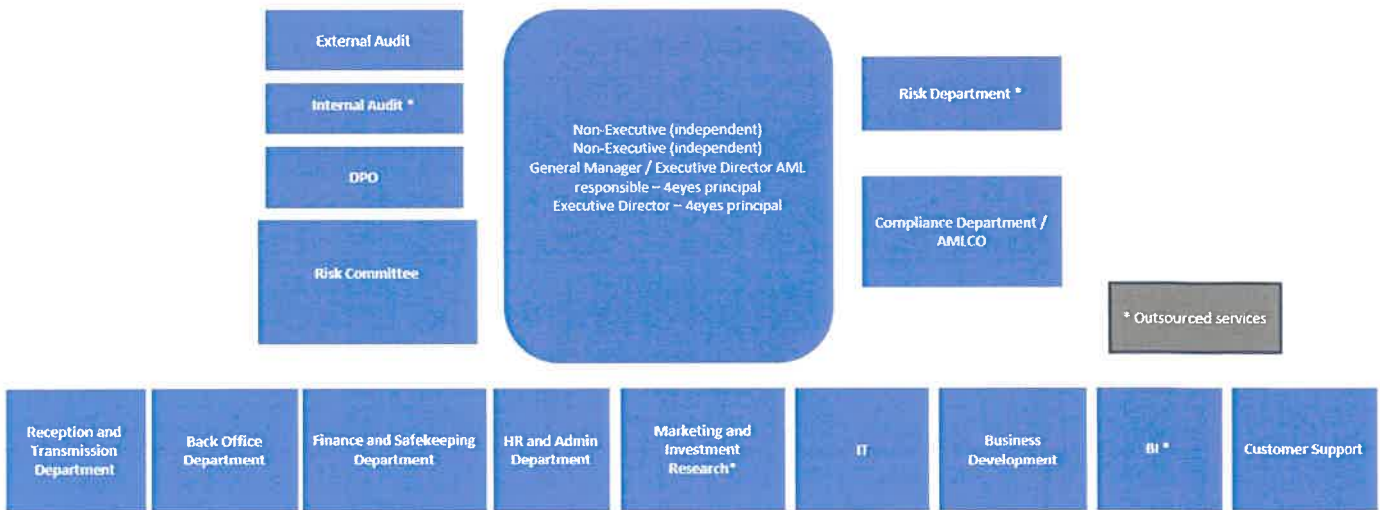 External Audit
Internal Audit *
DPO
Risk Committee
Non-Executive (independent)
Non-Executive (independent)
General Manager / Executive Director AML
responsible – 4eyes principal
Executive Director – 4eyes principal
Risk Department *
Compliance Department /
AMLCO
* Outsourced services
Reception and
Transmission
Department
Back Office
Department
Finance and Safekeeping
Department
HR and Admin
Department
Marketing and
Investment
Research*
IT
Business
Development
BI *
Customer Support